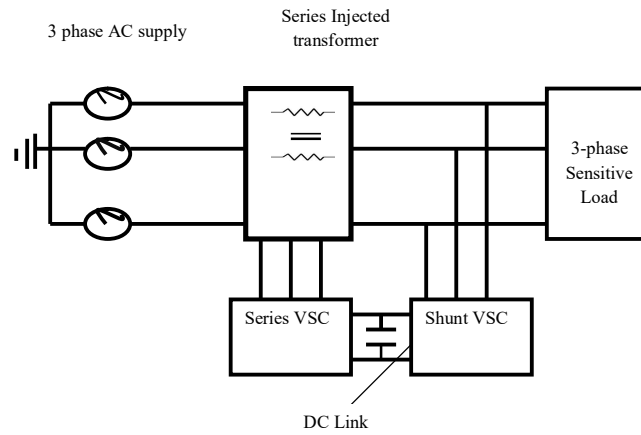 3 phase AC supply
Series Injected
transformer
3-phase
Sensitive
Load
Series VSC
Shunt VSC
DC Link